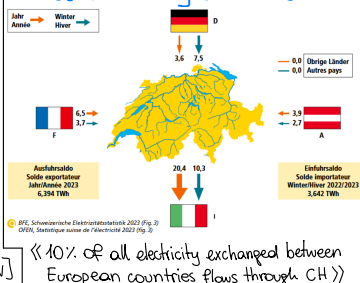 Jahr
Année
Winter
Hiver
D
3,6 7,5
0,0 Übrige Länder
0,0 Autres pays
F
6,5
3,7
3,9
2,7
A
20,4 10,3
Ausfuhrsaldo
Solde exportateur
Jahr/Année 2023
6,394 TWh
Einfuhrsaldo
Solde importateur
Winter/Hiver 2022/2023
3,642 TWh
I
BFE, Schweizerische Elektrizitätsstatistik 2023 (Fig. 3)
OFEN, Statistique suisse de l'électricité 2023 (fig. 3)
« 10% of all electricity exchanged between
European countries flows through CH »